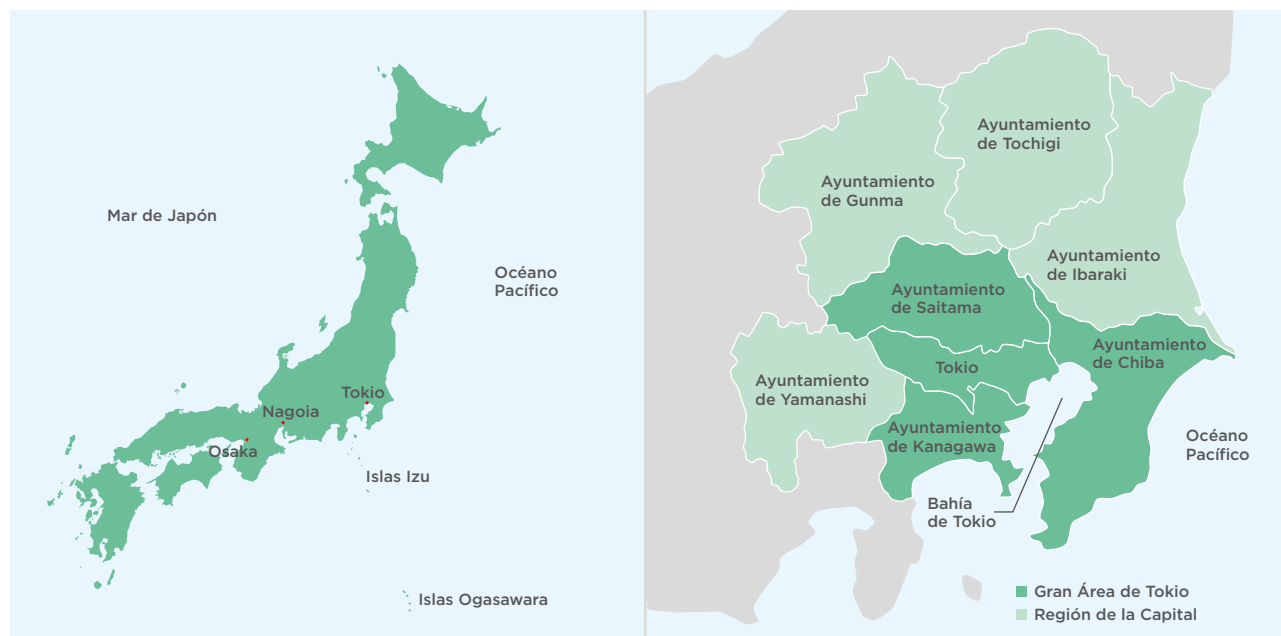 Mar de Japón
Océano
Pacífico
Tokio
Nagoia
Osaka
Islas Izu
Islas Ogasawara
Ayuntamiento
de Tochigi
Ayuntamiento
de Gunma
Ayuntamiento
de Ibaraki
Ayuntamiento
de Saitama
Ayuntamiento
de Chiba
Tokio
Ayuntamiento
de Yamanashi
Ayuntamiento
de Kanagawa
Océano
Pacífico
Bahía
de Tokio
Gran Área de Tokio
Región de la Capital